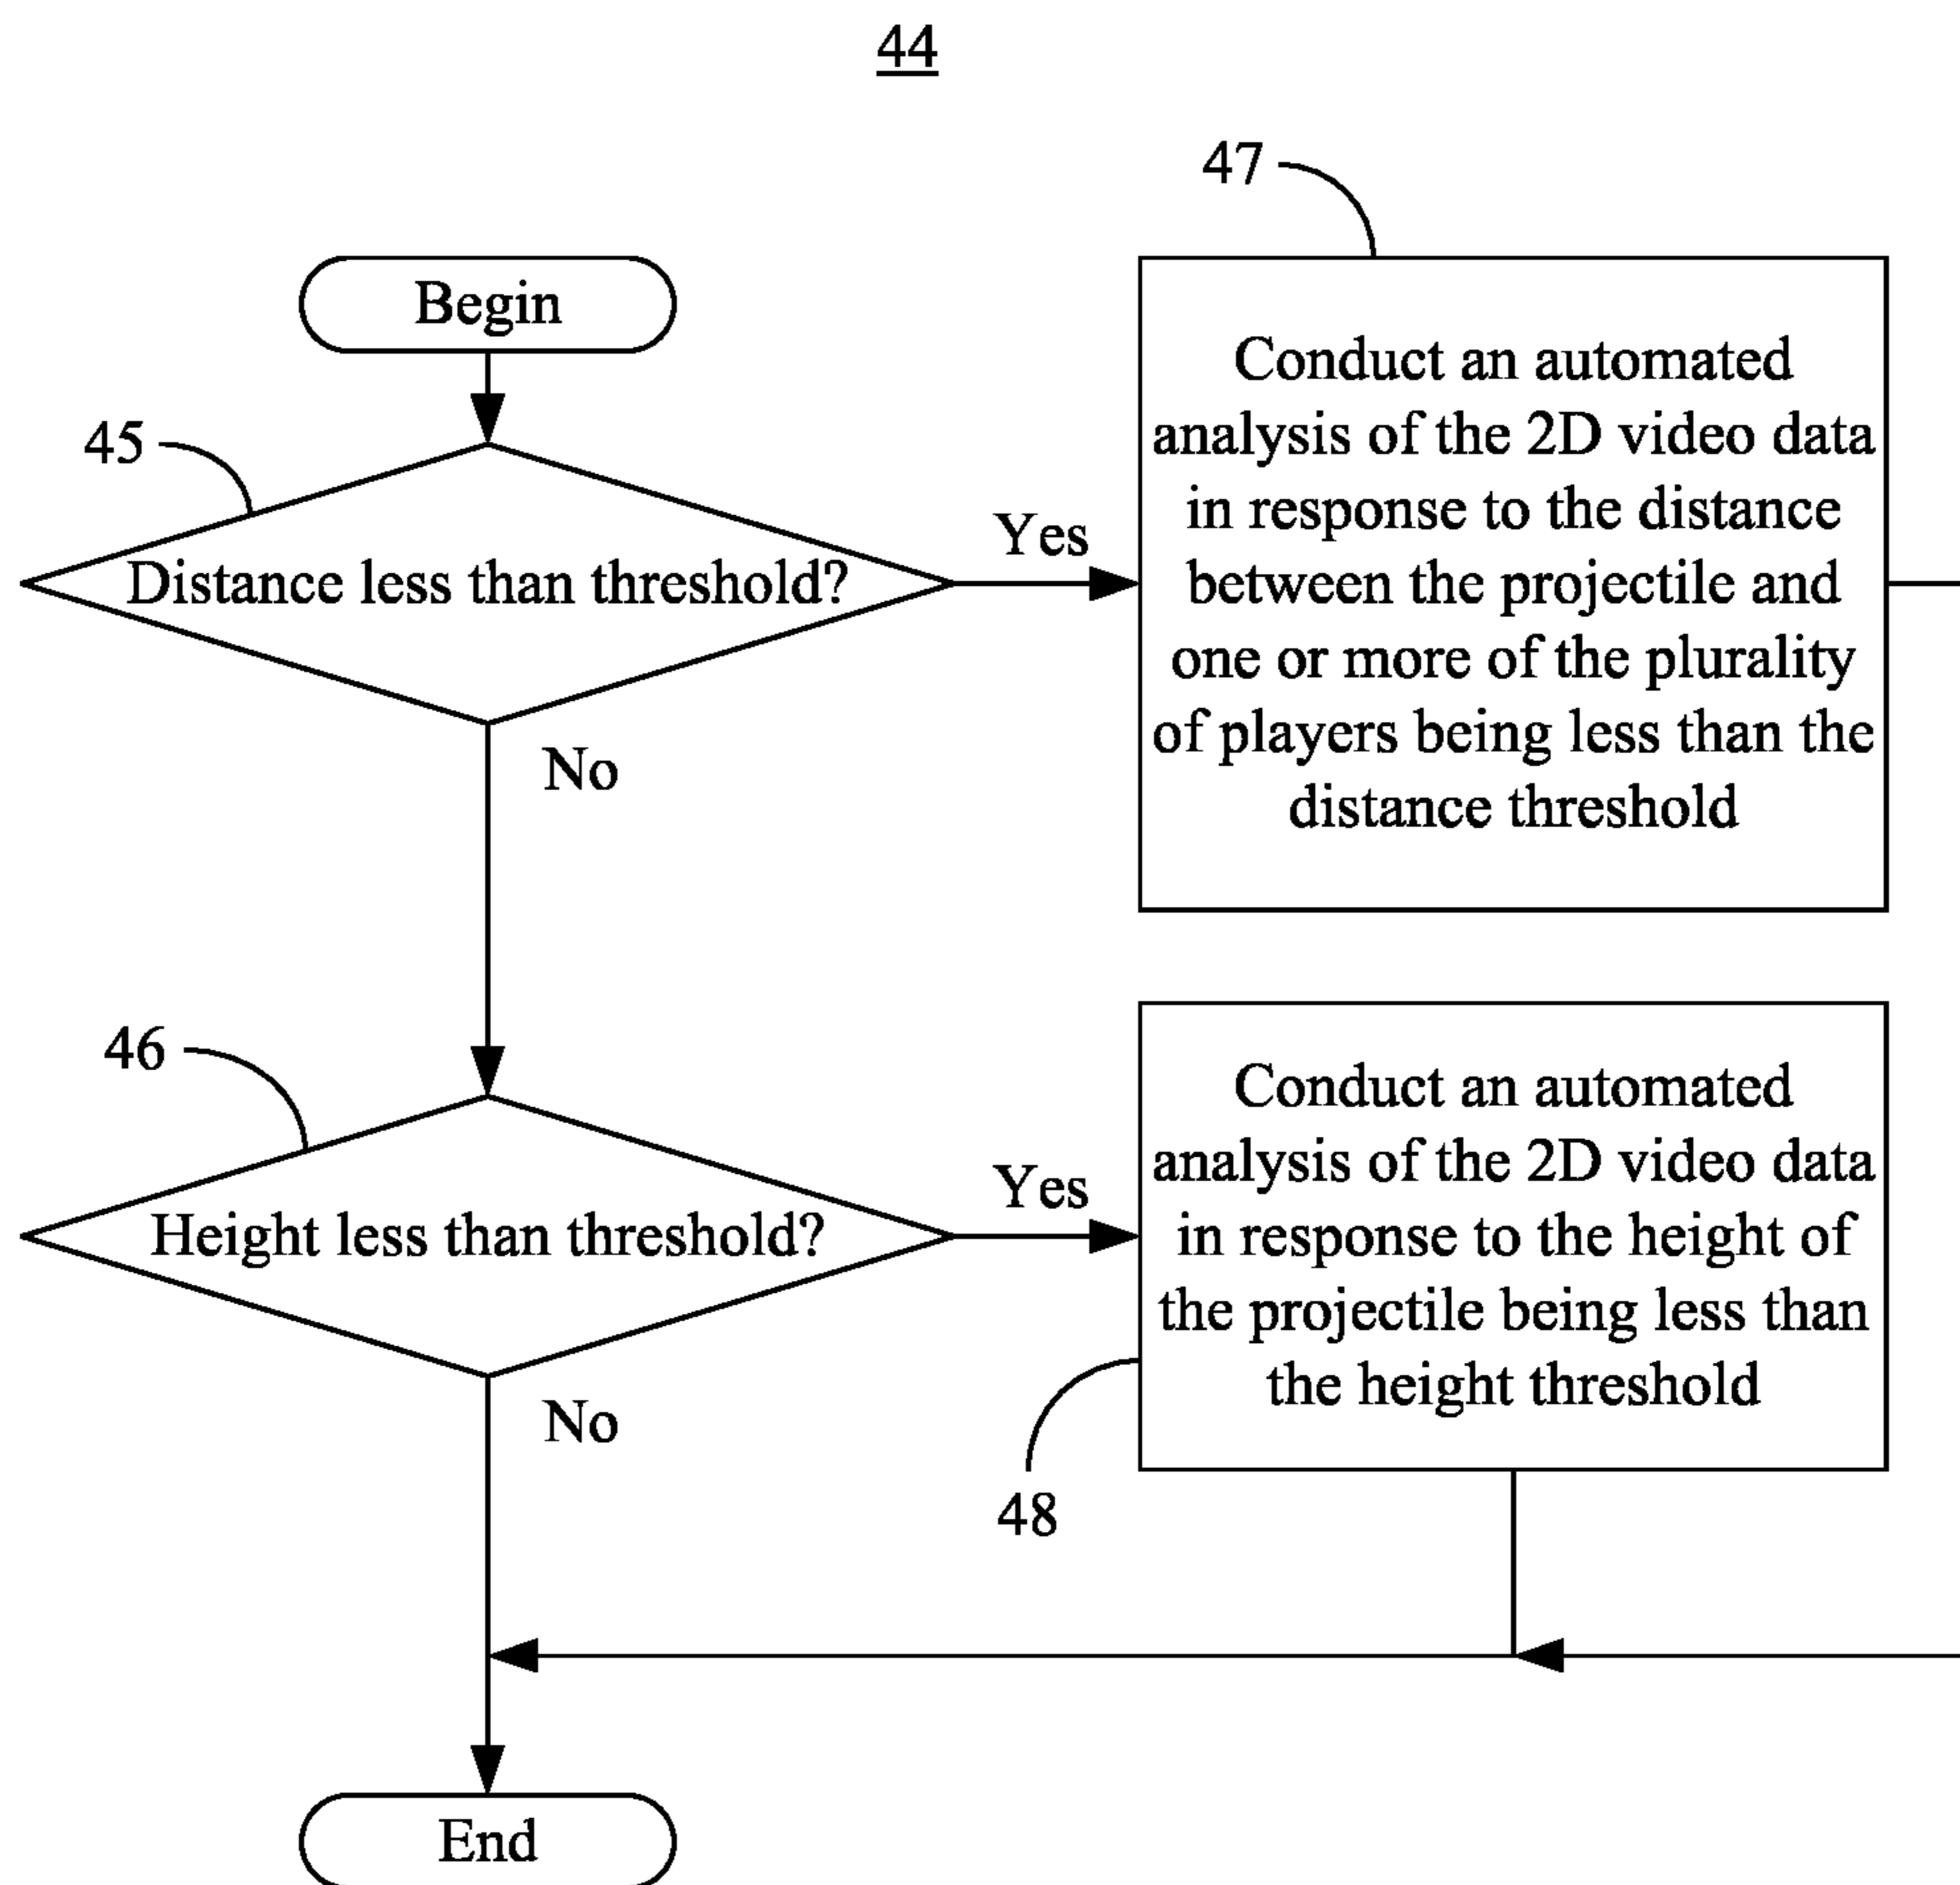 44
47
Begin
Conduct an automated
analysis of the 2D video data
in response to the distance
between the projectile and
one or more of the plurality
of players being less than the
distance threshold
45
Distance less than threshold?
Yes
No
46
Height less than threshold?
Yes
No
Conduct an automated
analysis of the 2D video data
in response to the height of
the projectile being less than
the height threshold
48
End